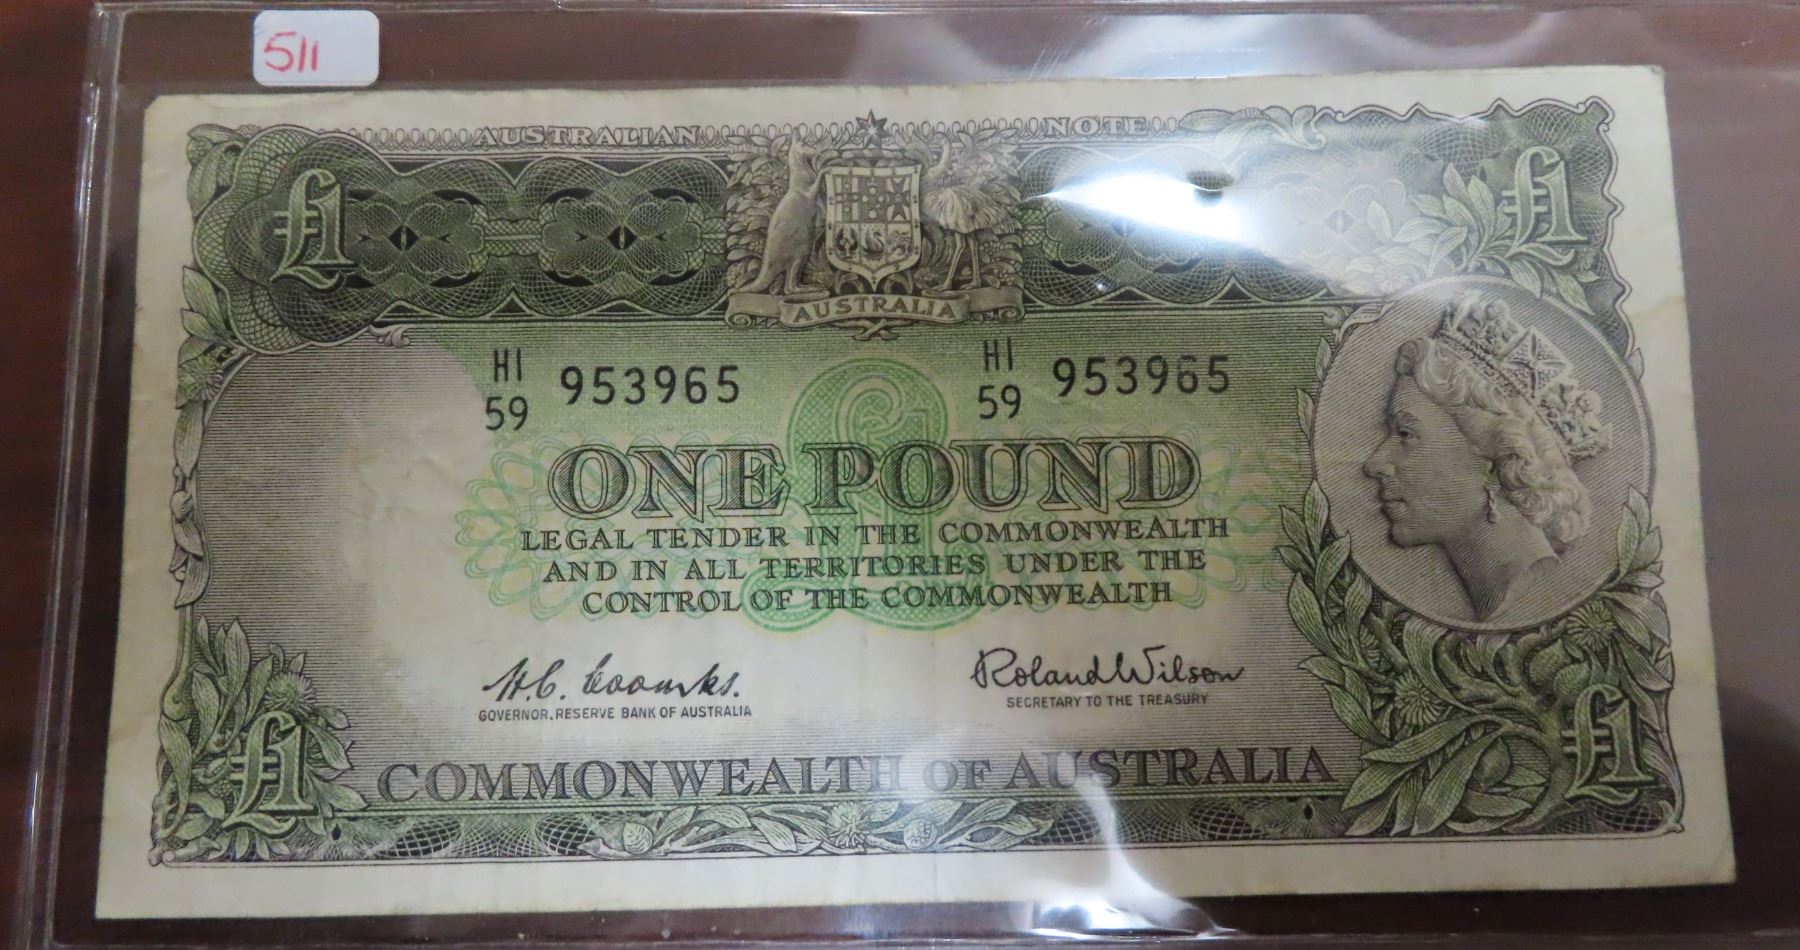 511
AUSTRALIAN NOTE
£1 £1
AUSTRALIA
HI 953965 HI 953965
59 59
ONE POUND
LEGAL TENDER IN THE COMMONWEALTH
AND IN ALL TERRITORIES UNDER THE
CONTROL OF THE COMMONWEALTH
H.C. Coombs. Roland Wilson
GOVERNOR, RESERVE BANK OF AUSTRALIA SECRETARY TO THE TREASURY
£1 COMMONWEALTH OF AUSTRALIA £1